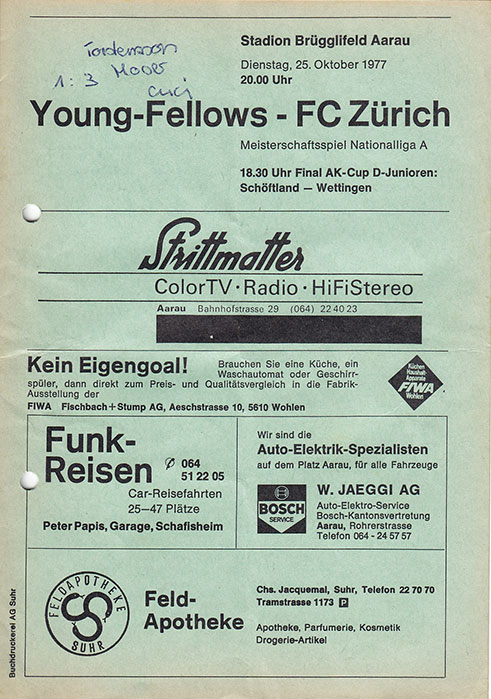 Stadion Brügglifeld Aarau
Dienstag, 25. Oktober 1977
20.00 Uhr
1:3
Young-Fellows - FC Zürich
Meisterschaftsspiel Nationalliga A
18.30 Uhr Final AK-Cup D-Junioren:
Schöftland — Wettingen
Strittmatter
ColorTV · Radio · HiFiStereo
Aarau Bahnhofstrasse 29 (064) 22 40 23
Kein Eigengoal!
Brauchen Sie eine Küche, ein
Waschautomat oder Geschirr-
spüler, dann direkt zum Preis- und Qualitätsvergleich in die Fabrik-
Ausstellung der
FIWA Fischbach+Stump AG, Aeschstrasse 10, 5610 Wohlen
Küchen
Haushalt-
Apparate
FIWA
Wohlen
Funk-
Reisen
✆ 064
51 22 05
Car-Reisefahrten
25—47 Plätze
Peter Papis, Garage, Schafisheim
Wir sind die
Auto-Elektrik-Spezialisten
auf dem Platz Aarau, für alle Fahrzeuge
BOSCH
SERVICE
W. JAEGGI AG
Auto-Elektro-Service
Bosch-Kantonsvertretung
Aarau, Rohrerstrasse
Telefon 064 - 24 57 57
FELDAPOTHEKE
SUHR
Feld-
Apotheke
Chs. Jacquemai, Suhr, Telefon 22 70 70
Tramstrasse 1173 P
Apotheke, Parfumerie, Kosmetik
Drogerie-Artikel
Buchdruckerei AG Suhr